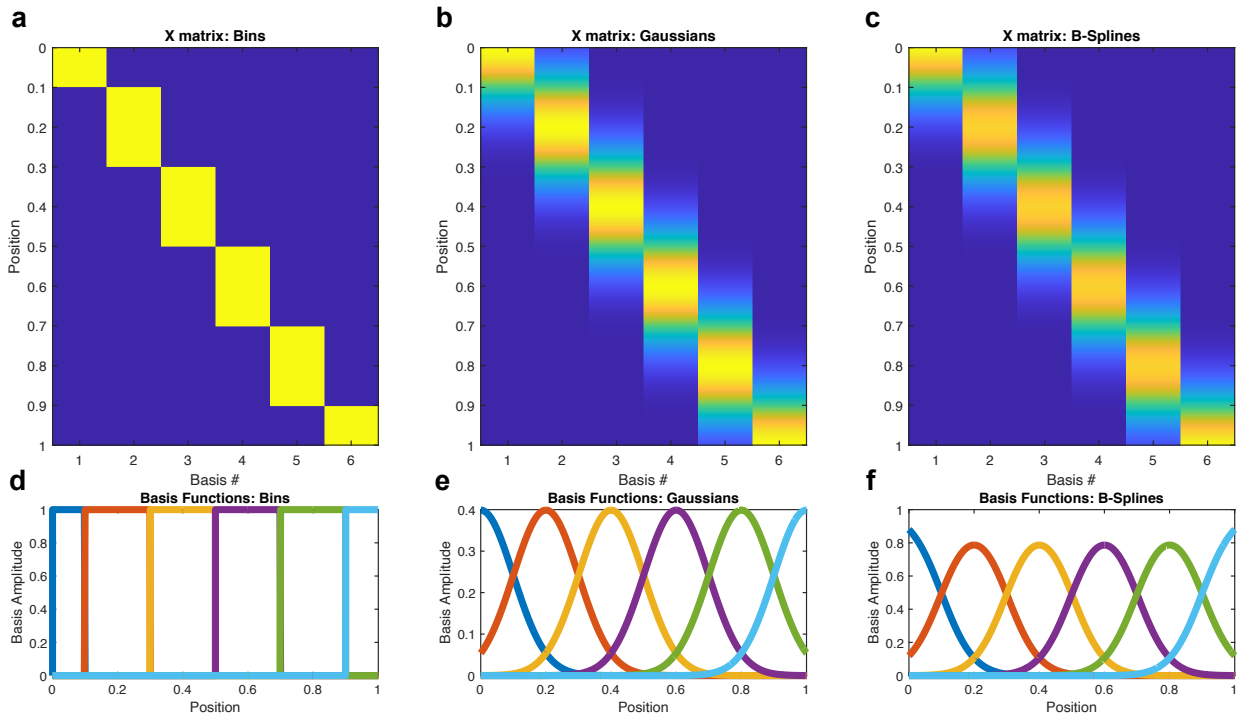 a
X matrix: Bins
0
0.1
0.2
0.3
0.4
0.5
0.6
0.7
0.8
0.9
1
Position
1 2 3 4 5 6
Basis #
b
X matrix: Gaussians
0
0.1
0.2
0.3
0.4
0.5
0.6
0.7
0.8
0.9
1
Position
1 2 3 4 5 6
Basis #
c
X matrix: B-Splines
0
0.1
0.2
0.3
0.4
0.5
0.6
0.7
0.8
0.9
1
Position
1 2 3 4 5 6
Basis #
d
Basis Functions: Bins
1
0.8
0.6
0.4
0.2
0
Basis Amplitude
0 0.2 0.4 0.6 0.8 1
Position
e
Basis Functions: Gaussians
0.4
0.3
0.2
0.1
0
Basis Amplitude
0 0.2 0.4 0.6 0.8 1
Position
f
Basis Functions: B-Splines
1
0.8
0.6
0.4
0.2
0
Basis Amplitude
0 0.2 0.4 0.6 0.8 1
Position